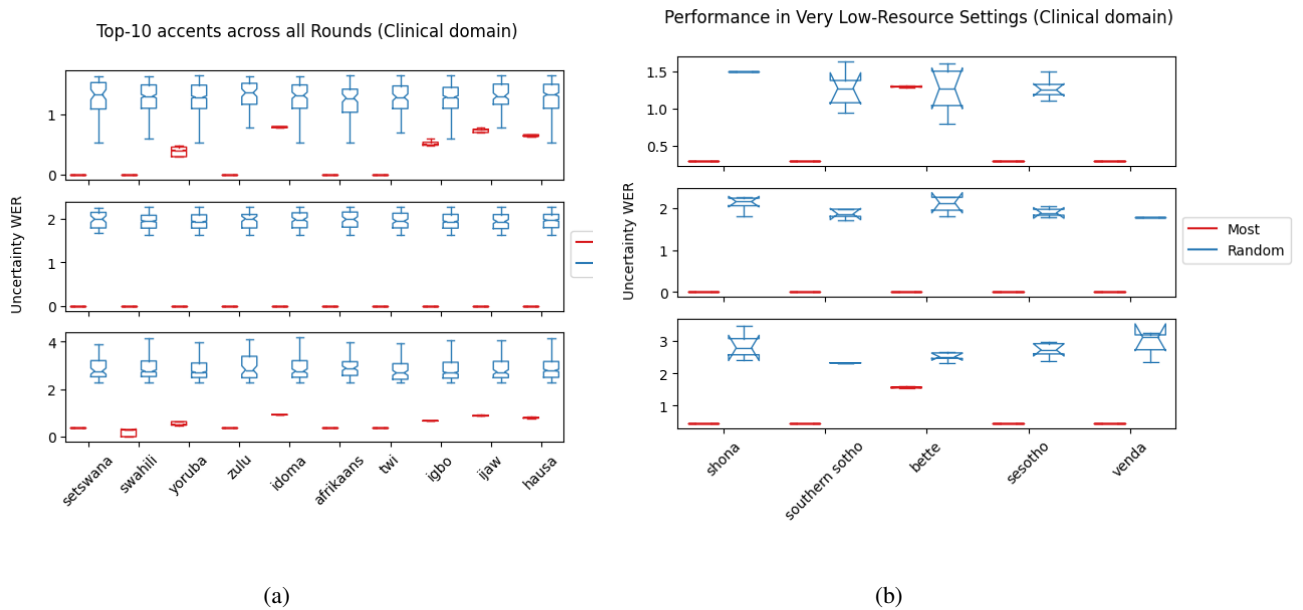 Top-10 accents across all Rounds (Clinical domain)
1
0
2
1
0
4
2
0
Uncertainty WER
setswana
swahili
yoruba
zulu
idoma
afrikaans
twi
igbo
ijaw
hausa
(a)
Performance in Very Low-Resource Settings (Clinical domain)
1.5
1.0
0.5
2
1
0
3
2
1
Uncertainty WER
Most
Random
shona
southern sotho
bette
sesotho
venda
(b)